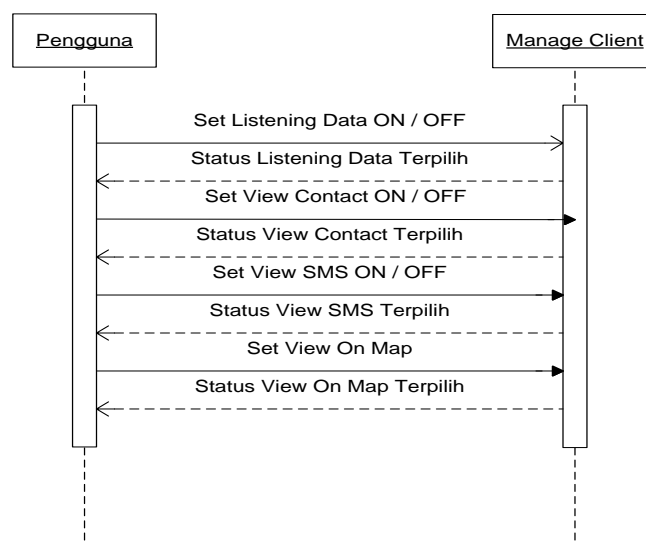 Pengguna
Manage Client
Set Listening Data ON / OFF
Status Listening Data Terpilih
Set View Contact ON / OFF
Status View Contact Terpilih
Set View SMS ON / OFF
Status View SMS Terpilih
Set View On Map
Status View On Map Terpilih